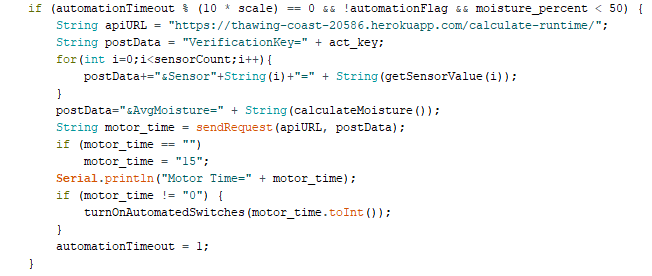 if (automationTimeout % (10 * scale) == 0 && !automationFlag && moisture_percent < 50) {
String apiURL = "https://thawing-coast-20586.herokuapp.com/calculate-runtime/";
String postData = "VerificationKey=" + act_key;
for(int i=0;i<sensorCount;i++){
postData+="&Sensor"+String(i)+"=" + String(getSensorValue(i));
}
postData="&AvgMoisture=" + String(calculateMoisture());
String motor_time = sendRequest(apiURL, postData);
if (motor_time == "")
motor_time = "15";
Serial.println("Motor Time=" + motor_time);
if (motor_time != "0") {
turnOnAutomatedSwitches(motor_time.toInt());
}
automationTimeout = 1;
}